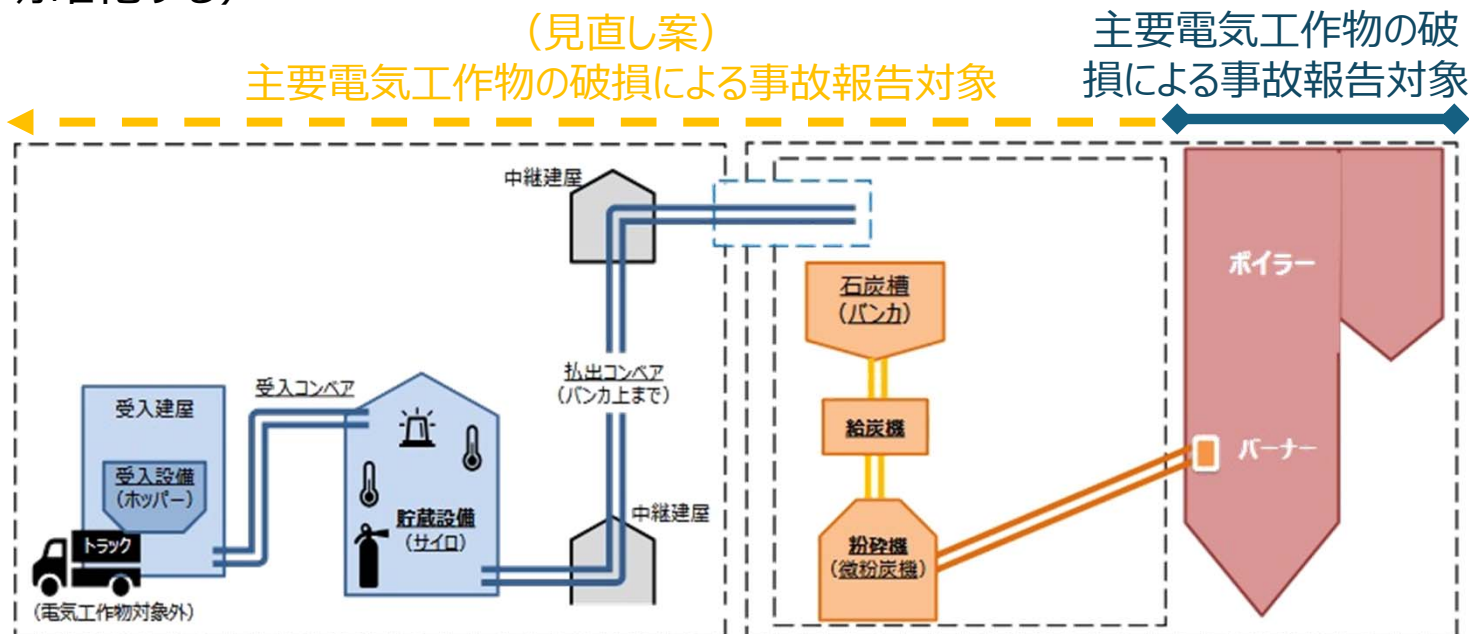 （見直し案）
主要電気工作物の破損による事故報告対象
主要電気工作物の破
損による事故報告対象
中継建屋
ボイラー
石炭槽
（バンカ）
払出コンベア
（バンカ上まで）
受入コンベア
受入建屋
給炭機
バーナー
受入設備
（ホッパー）
貯蔵設備
（サイロ）
中継建屋
トラック
粉砕機
（微粉炭機）
（電気工作物対象外）